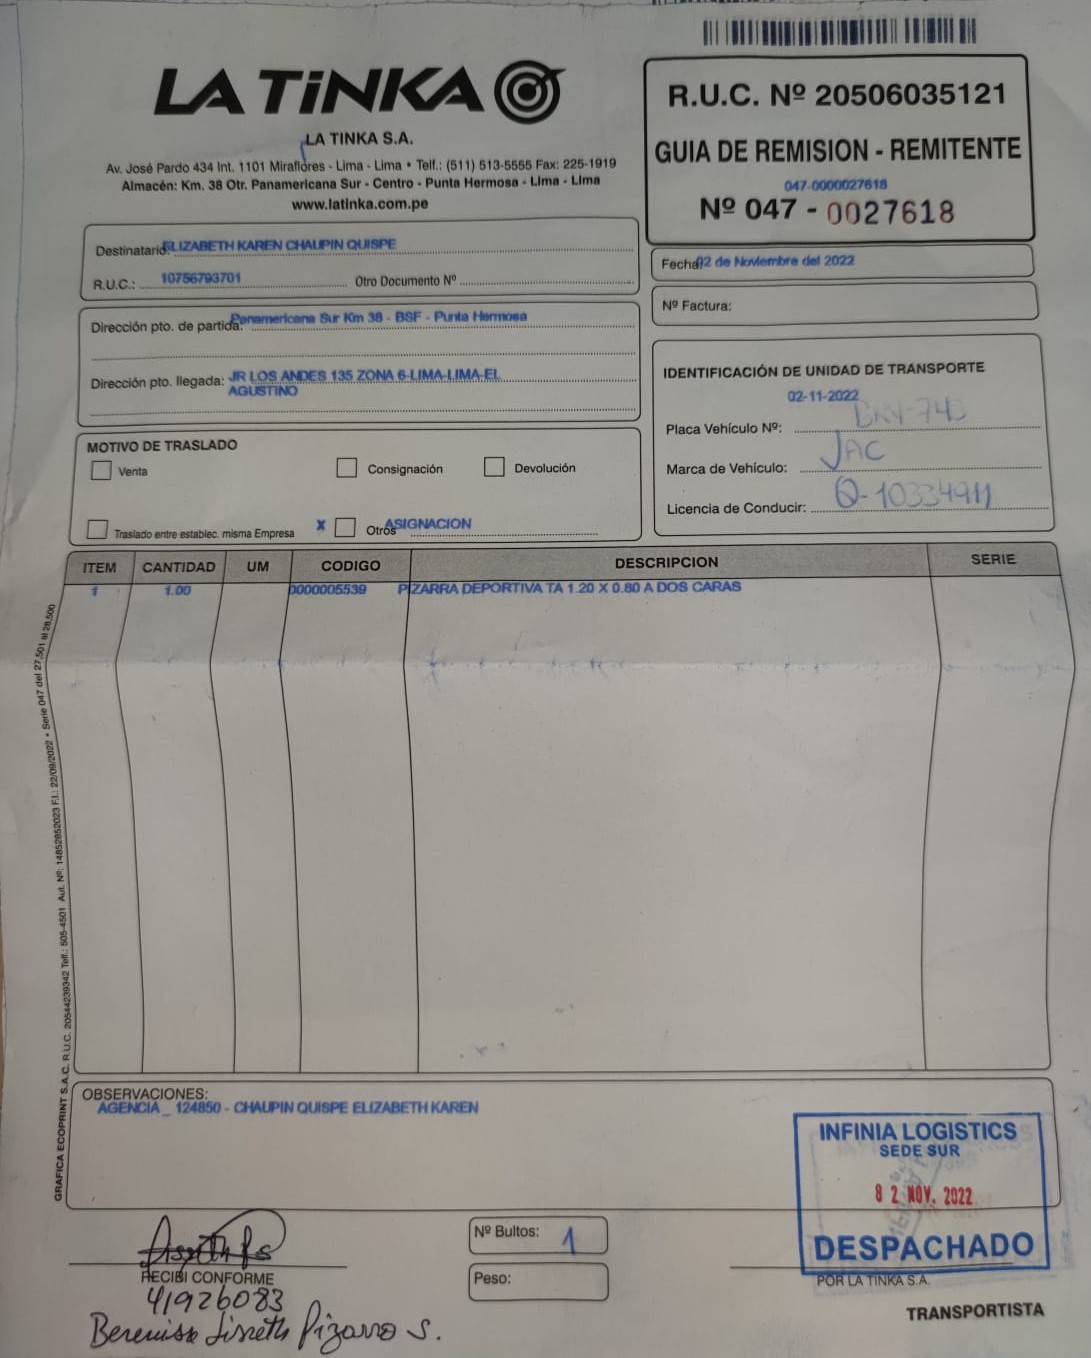 LA TiNKA
LA TINKA S.A.
Av. José Pardo 434 Int. 1101 Miraflores - Lima - Lima • Telf.: (511) 513-5555 Fax: 225-1919
Almacén: Km. 38 Otr. Panamericana Sur - Centro - Punta Hermosa - Lima - Lima
www.latinka.com.pe
R.U.C. Nº 20506035121
GUIA DE REMISION - REMITENTE
047-0000027618
Nº 047 - 0027618
Destinatario: ELIZABETH KAREN CHAUPIN QUISPE
R.U.C.: 10756793701 Otro Documento Nº
Fecha: 02 de Noviembre del 2022
Nº Factura:
Dirección pto. de partida: Panamericana Sur Km 38 - BSF - Punta Hermosa
Dirección pto. llegada: JR LOS ANDES 135 ZONA 6-LIMA-LIMA-EL
AGUSTINO
IDENTIFICACIÓN DE UNIDAD DE TRANSPORTE
02-11-2022
Placa Vehículo Nº:
Marca de Vehículo: JAC
Licencia de Conducir: Q-10334911
MOTIVO DE TRASLADO
Venta Consignación Devolución
Traslado entre establec. misma Empresa X Otros ASIGNACION
ITEM CANTIDAD UM CODIGO DESCRIPCION SERIE
1 1.00 0000005539 PIZARRA DEPORTIVA TA 1.20 X 0.80 A DOS CARAS
GRAFICA ECOPRINT S.A.C. R.U.C. 20544239342 Telf.: 505-4501 Aut. Nº: 14852852023 F.I.: 22/09/2022 • Serie 047 del 27,501 al 28,500
OBSERVACIONES:
AGENCIA_ 124850 - CHAUPIN QUISPE ELIZABETH KAREN
INFINIA LOGISTICS
SEDE SUR
02 NOV. 2022
DESPACHADO
RECIBI CONFORME
41926083
Berenisse Lisseth Pizarro S.
Nº Bultos: 1
Peso:
POR LA TINKA S.A.
TRANSPORTISTA